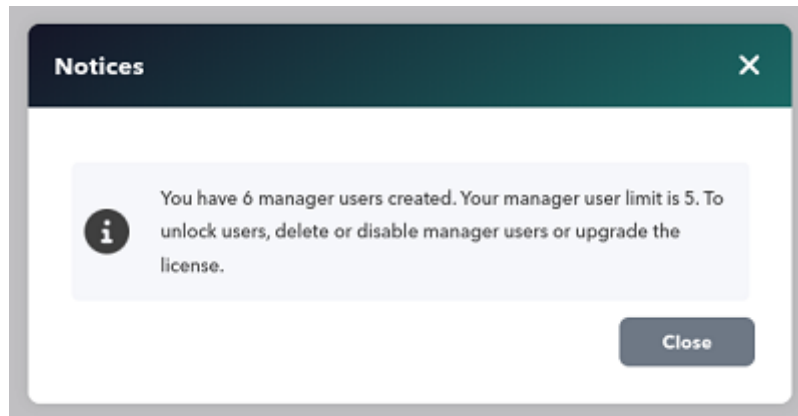 Notices
You have 6 manager users created. Your manager user limit is 5. To
unlock users, delete or disable manager users or upgrade the
license.
Close